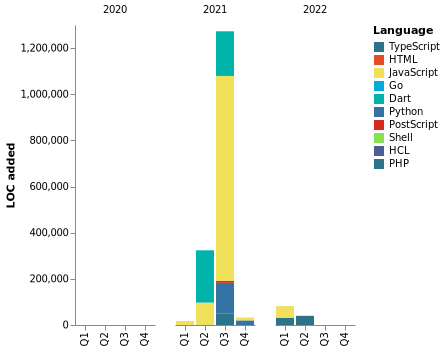 2020 2021 2022
Language
TypeScript
HTML
JavaScript
Go
Dart
Python
PostScript
Shell
HCL
PHP
LOC added
1,200,000
1,000,000
800,000
600,000
400,000
200,000
0
Q1 Q2 Q3 Q4 Q1 Q2 Q3 Q4 Q1 Q2 Q3 Q4